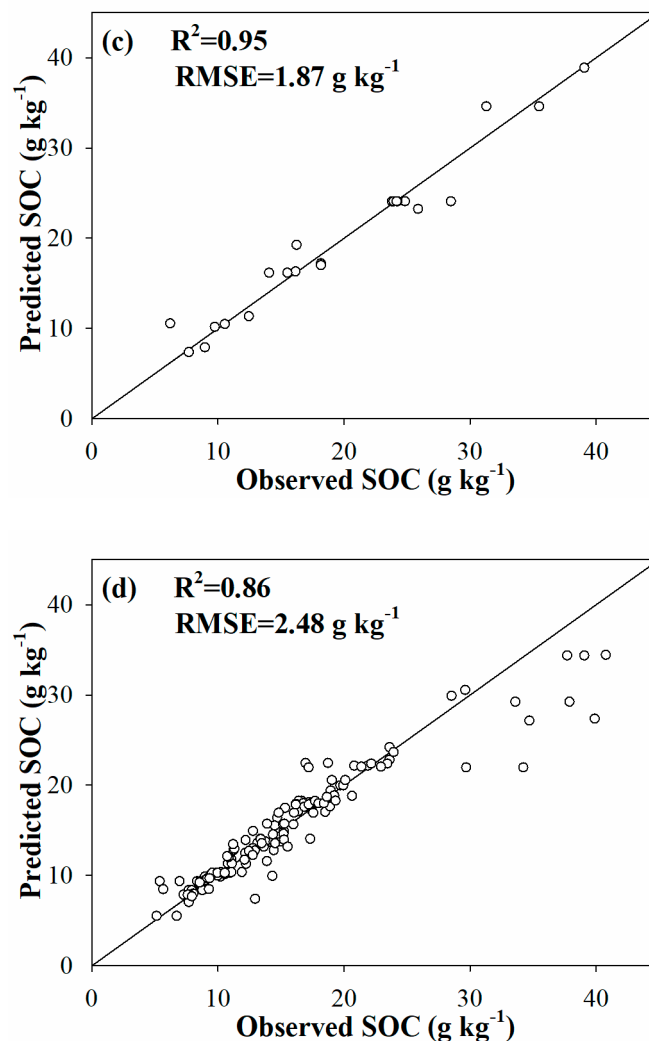 (c) R²=0.95
RMSE=1.87 g kg⁻¹
40
30
20
10
0
Predicted SOC (g kg⁻¹)
0 10 20 30 40
Observed SOC (g kg⁻¹)
(d) R²=0.86
RMSE=2.48 g kg⁻¹
40
30
20
10
0
Predicted SOC (g kg⁻¹)
0 10 20 30 40
Observed SOC (g kg⁻¹)